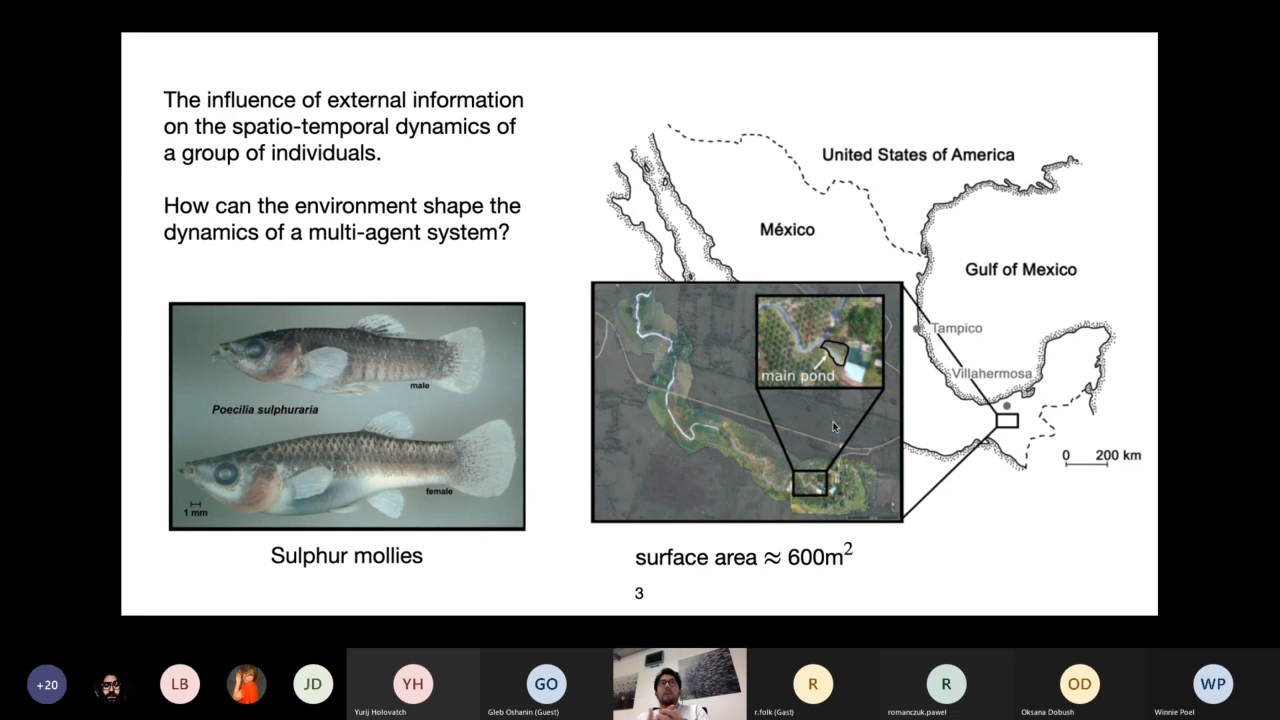 The influence of external information
on the spatio-temporal dynamics of
a group of individuals.
How can the environment shape the
dynamics of a multi-agent system?
male
Poecilia sulphuraria
female
1 mm
Sulphur mollies
United States of America
México
Gulf of Mexico
Tampico
Villahermosa
main pond
0 200 km
surface area ≈ 600m²
3
+20
LB
JD
YH
Yurij Holovatch
GO
Gleb Oshanin (Guest)
R
r.folk (Gast)
R
romanczuk.pawel
OD
Oksana Dobush
WP
Winnie Poel